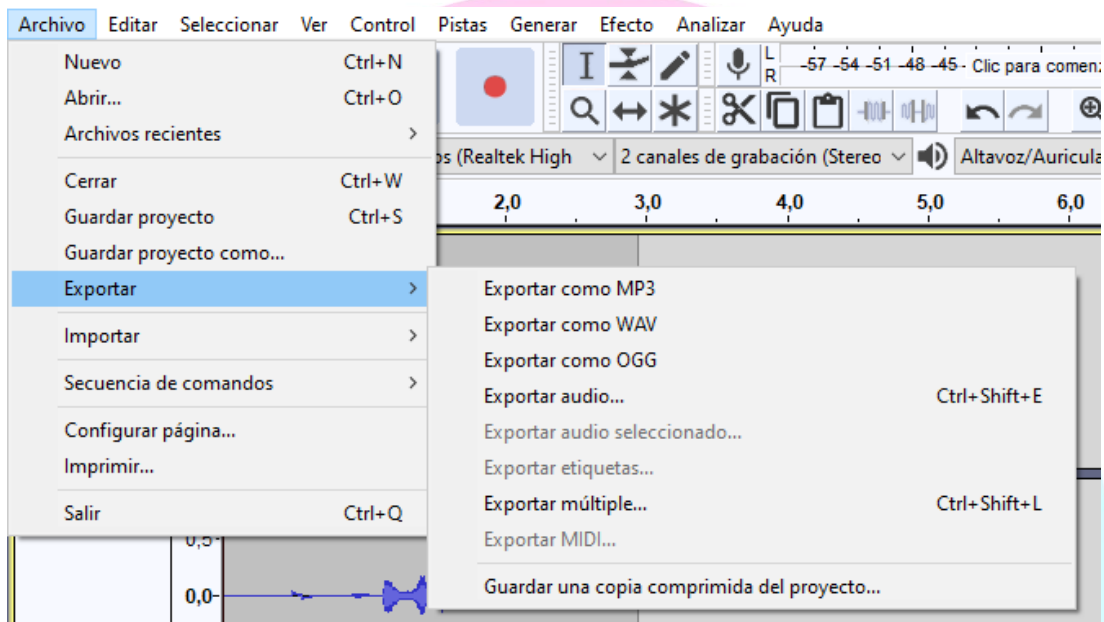 Archivo Editar Seleccionar Ver Control Pistas Generar Efecto Analizar Ayuda
Nuevo Ctrl+N
Abrir... Ctrl+O
Archivos recientes >
Cerrar Ctrl+W
Guardar proyecto Ctrl+S
Guardar proyecto como...
Exportar >
Importar >
Secuencia de comandos >
Configurar página...
Imprimir...
Salir Ctrl+Q
L
R
-57 -54 -51 -48 -45 - Clic para
(Realtek High 2 canales de grabación (Stereo
2,0 3,0 4,0 5,0 6,0
Exportar como MP3
Exportar como WAV
Exportar como OGG
Exportar audio... Ctrl+Shift+E
Exportar audio seleccionado...
Exportar etiquetas...
Exportar múltiple... Ctrl+Shift+L
Exportar MIDI...
Guardar una copia comprimida del proyecto...
0,5-
0,0-